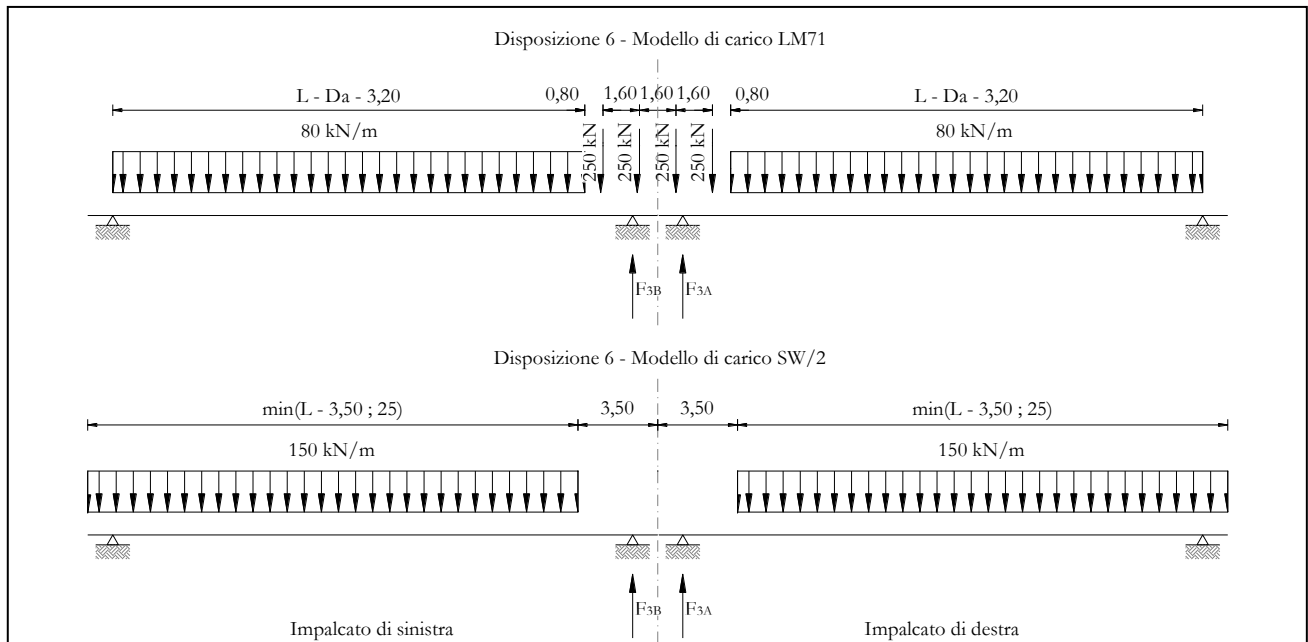 Disposizione 6 - Modello di carico LM71
L - Da - 3,20 0,80 1,60 1,60 1,60 0,80 L - Da - 3,20
80 kN/m 250 kN 250 kN 250 kN 250 kN 80 kN/m
F3B F3A
Disposizione 6 - Modello di carico SW/2
min(L - 3,50 ; 25) 3,50 3,50 min(L - 3,50 ; 25)
150 kN/m 150 kN/m
F3B F3A
Impalcato di sinistra Impalcato di destra